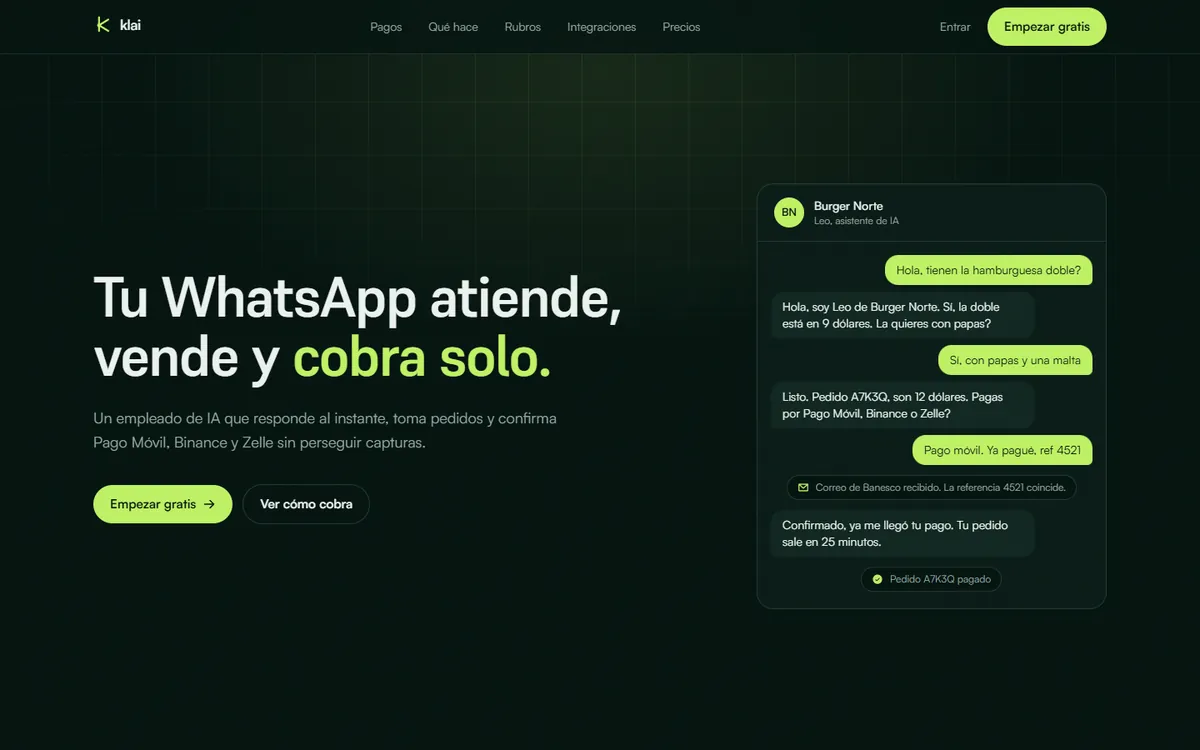 klai
Pagos
Qué hace
Rubros
Integraciones
Precios
Entrar
Empezar gratis
Tu WhatsApp atiende,
vende y cobra solo.
Un empleado de IA que responde al instante, toma pedidos y confirma
Pago Móvil, Binance y Zelle sin perseguir capturas.
Empezar gratis →
Ver cómo cobra
BN
Burger Norte
Leo, asistente de IA
Hola, tienen la hamburguesa doble?
Hola, soy Leo de Burger Norte. Sí, la doble
está en 9 dólares. La quieres con papas?
Sí, con papas y una malta
Listo. Pedido A7K3Q, son 12 dólares. Pagas
por Pago Móvil, Binance o Zelle?
Pago móvil. Ya pagué, ref 4521
Correo de Banesco recibido. La referencia 4521 coincide.
Confirmado, ya me llegó tu pago. Tu pedido
sale en 25 minutos.
Pedido A7K3Q pagado